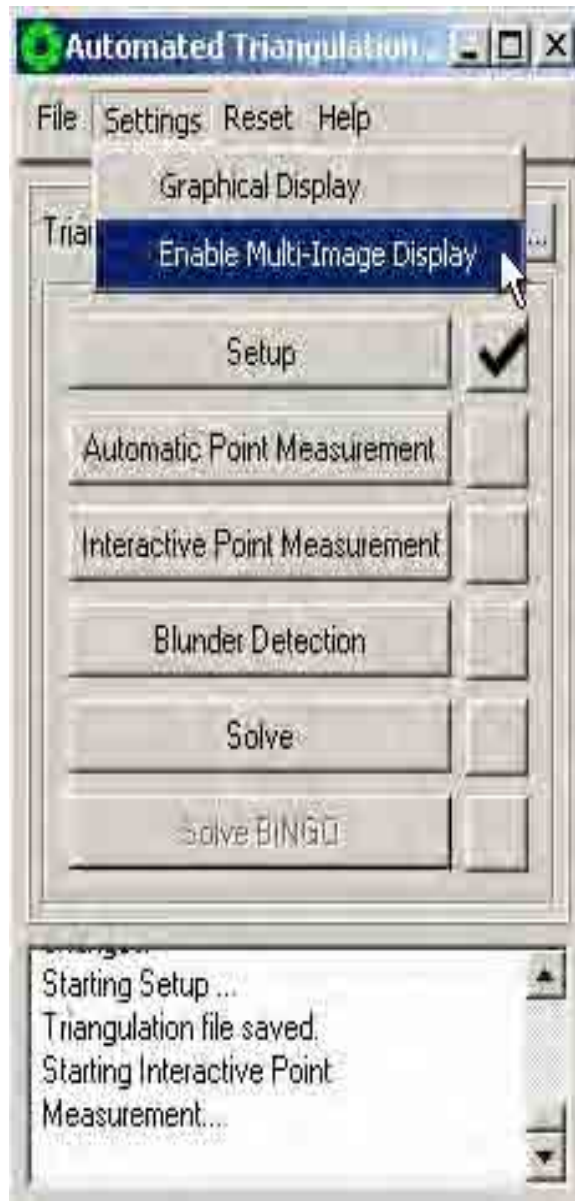 Automated Triangulation...
File Settings Reset Help
Graphical Display
Enable Multi-Image Display
Setup
Automatic Point Measurement
Interactive Point Measurement
Blunder Detection
Solve
Solve BINGO
Starting Setup ...
Triangulation file saved.
Starting Interactive Point
Measurement....